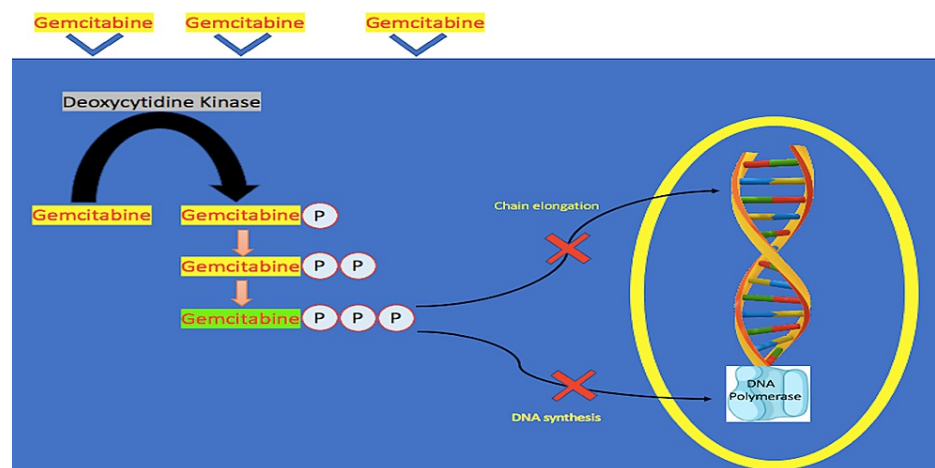 Gemcitabine Gemcitabine Gemcitabine
Deoxycytidine Kinase
Gemcitabine Gemcitabine P
Chain elongation
Gemcitabine P P
Gemcitabine P P P
DNA
Polymerase
DNA synthesis